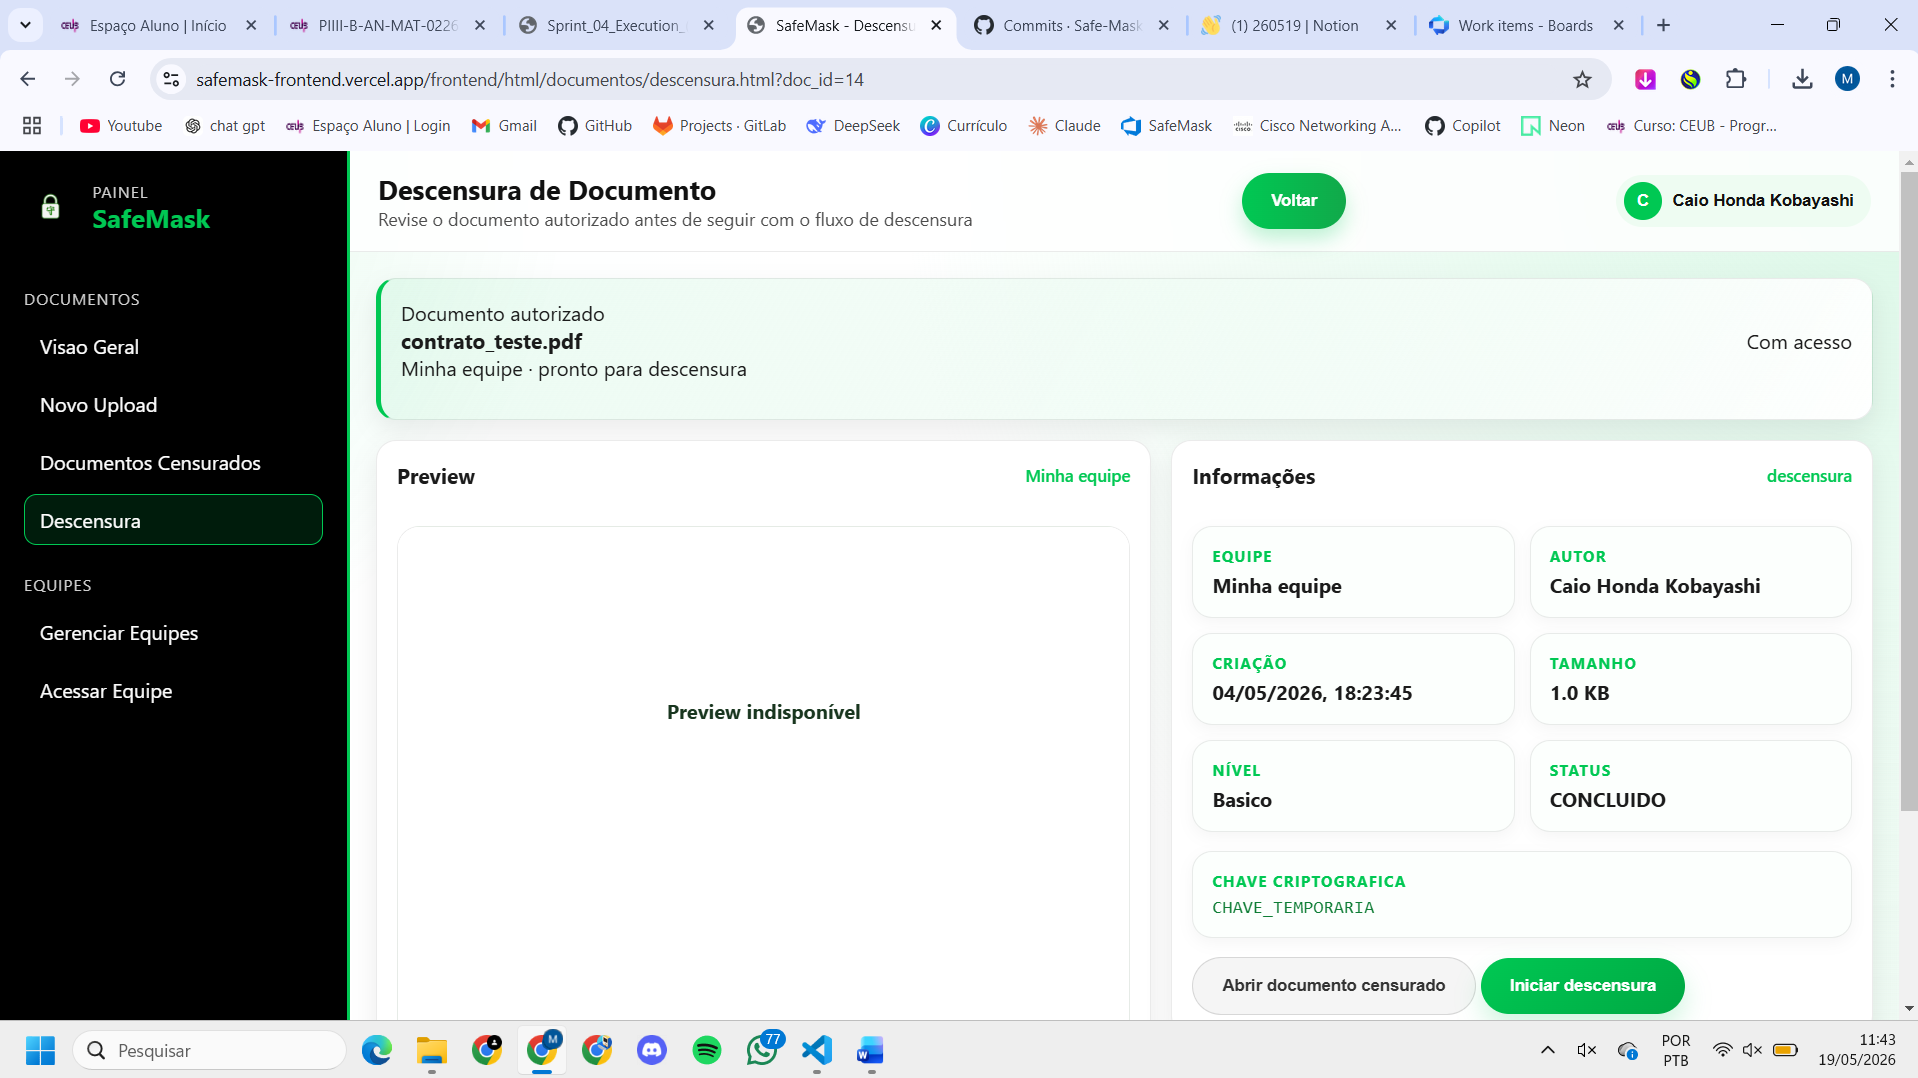 Espaço Aluno | Início
PIIII-B-AN-MAT-0226
Sprint_04_Execution_
SafeMask - Descensu
Commits · Safe-Mask
(1) 260519 | Notion
Work items - Boards
safemask-frontend.vercel.app/frontend/html/documentos/descensura.html?doc_id=14
M
Youtube
chat gpt
Espaço Aluno | Login
Gmail
GitHub
Projects · GitLab
DeepSeek
Currículo
Claude
SafeMask
Cisco Networking A...
Copilot
Neon
Curso: CEUB - Progr...
PAINEL
SafeMask
DOCUMENTOS
Visao Geral
Novo Upload
Documentos Censurados
Descensura
EQUIPES
Gerenciar Equipes
Acessar Equipe
Descensura de Documento
Revise o documento autorizado antes de seguir com o fluxo de descensura
Voltar
C
Caio Honda Kobayashi
Documento autorizado
contrato_teste.pdf
Minha equipe · pronto para descensura
Com acesso
Preview
Minha equipe
Preview indisponível
Informações
descensura
EQUIPE
Minha equipe
AUTOR
Caio Honda Kobayashi
CRIAÇÃO
04/05/2026, 18:23:45
TAMANHO
1.0 KB
NÍVEL
Basico
STATUS
CONCLUIDO
CHAVE CRIPTOGRAFICA
CHAVE_TEMPORARIA
Abrir documento censurado
Iniciar descensura
Pesquisar
M
77
POR
PTB
11:43
19/05/2026